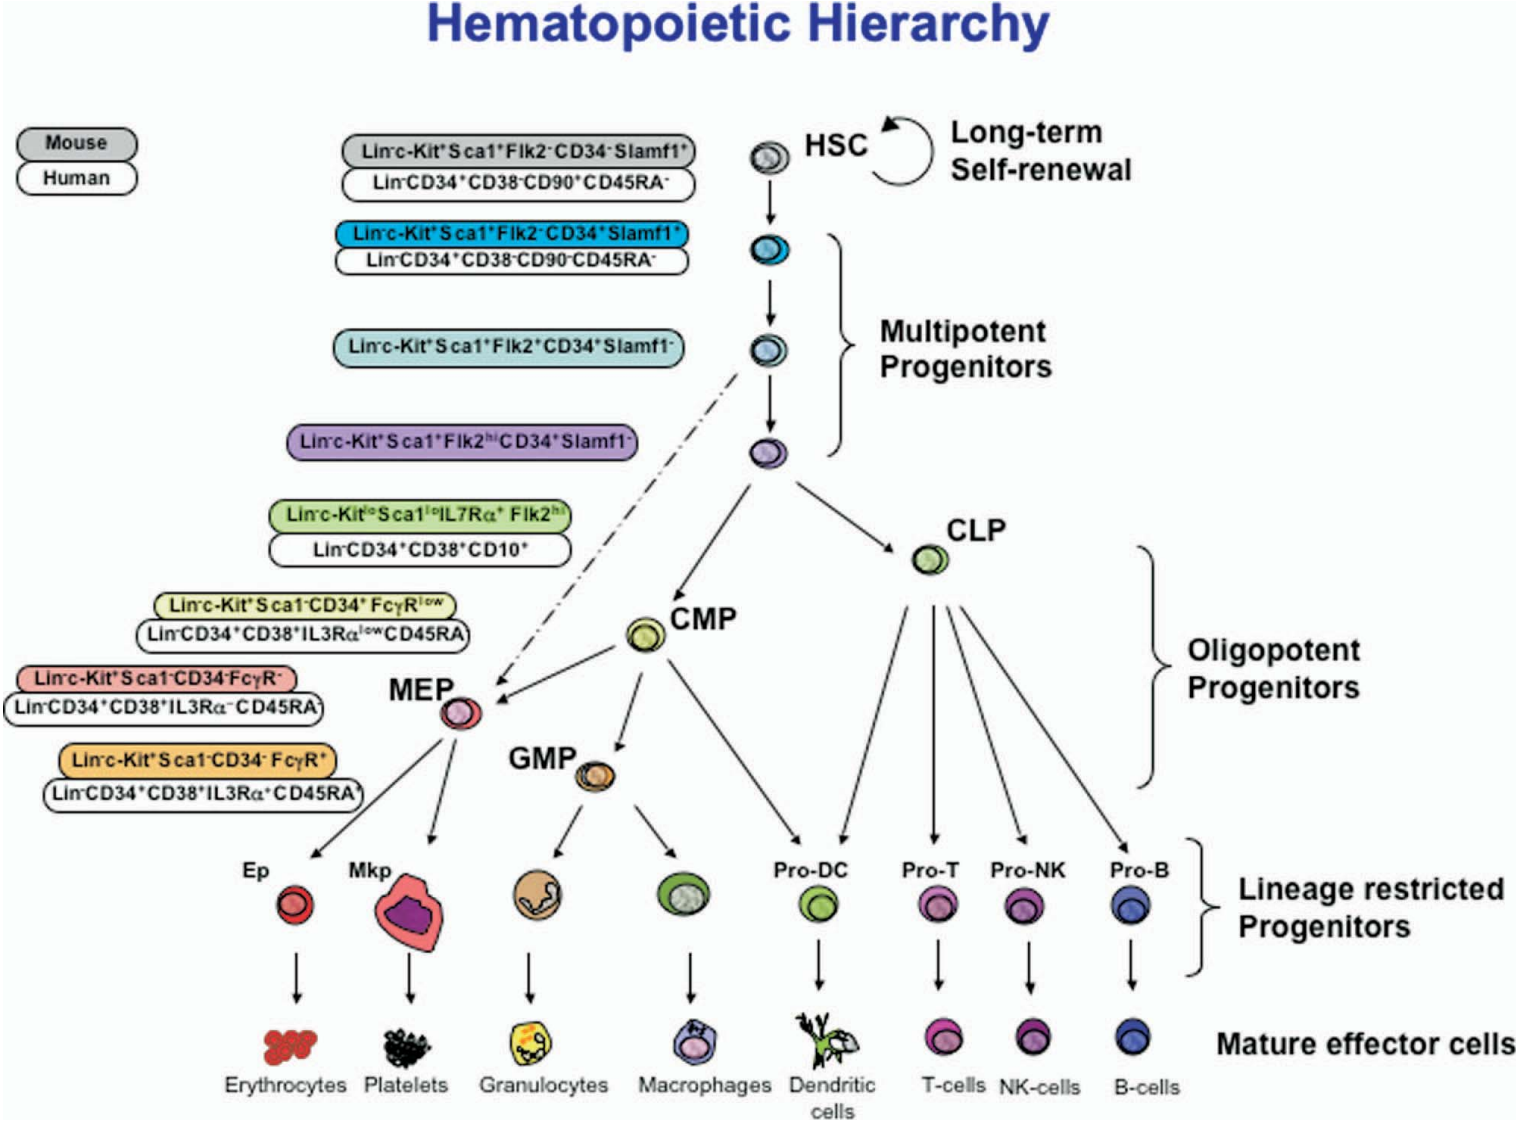 Hematopoietic Hierarchy
Mouse
Human
Lin⁻c-Kit⁺Sca1⁺Flk2⁻CD34⁻Slamf1⁺
Lin⁻CD34⁺CD38⁻CD90⁺CD45RA⁻
HSC
Long-term
Self-renewal
Lin⁻c-Kit⁺Sca1⁺Flk2⁻CD34⁺Slamf1⁺
Lin⁻CD34⁺CD38⁻CD90⁻CD45RA⁻
Lin⁻c-Kit⁺Sca1⁺Flk2⁺CD34⁺Slamf1⁻
Multipotent
Progenitors
Lin⁻c-Kit⁺Sca1⁺Flk2ʰⁱCD34⁺Slamf1⁻
Lin⁻c-KitˡᵒSca1ˡᵒIL7Rα⁺ Flk2ʰⁱ
Lin⁻CD34⁺CD38⁺CD10⁺
CLP
Lin⁻c-Kit⁺Sca1⁻CD34⁺ FcγRˡᵒʷ
Lin⁻CD34⁺CD38⁺IL3RαˡᵒʷCD45RA
CMP
Oligopotent
Progenitors
Lin⁻c-Kit⁺Sca1⁻CD34⁻FcγR⁻
Lin⁻CD34⁺CD38⁺IL3Rα⁻CD45RA⁻
MEP
GMP
Lin⁻c-Kit⁺Sca1⁻CD34⁻ FcγR⁺
Lin⁻CD34⁺CD38⁺IL3Rα⁺CD45RA⁺
Ep
Mkp
Pro-DC
Pro-T
Pro-NK
Pro-B
Lineage restricted
Progenitors
Mature effector cells
Erythrocytes
Platelets
Granulocytes
Macrophages
Dendritic
cells
T-cells
NK-cells
B-cells